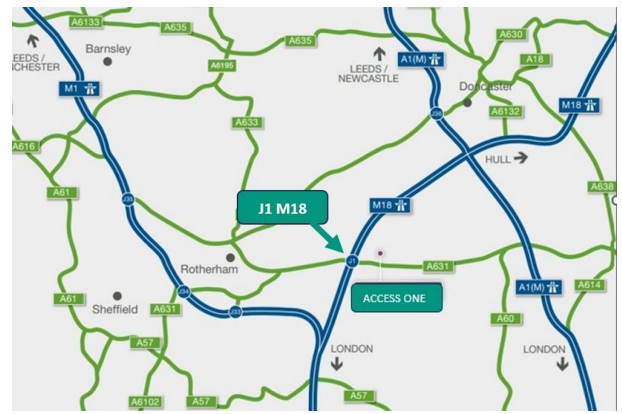 A6133
A635
A635
A630
Barnsley
LEEDS /
NEWCASTLE
A1(M)
A18
EEDS /
CHESTER
A6195
M1
Doncaster
M18
J36
A6132
A633
HULL
A616
A61
A638
J35
J1 M18
M18
Rotherham
J1
A631
J34
A1(M)
A614
A61
Sheffield
A631
J33
ACCESS ONE
A60
A57
LONDON
LONDON
A6102
A57
A57